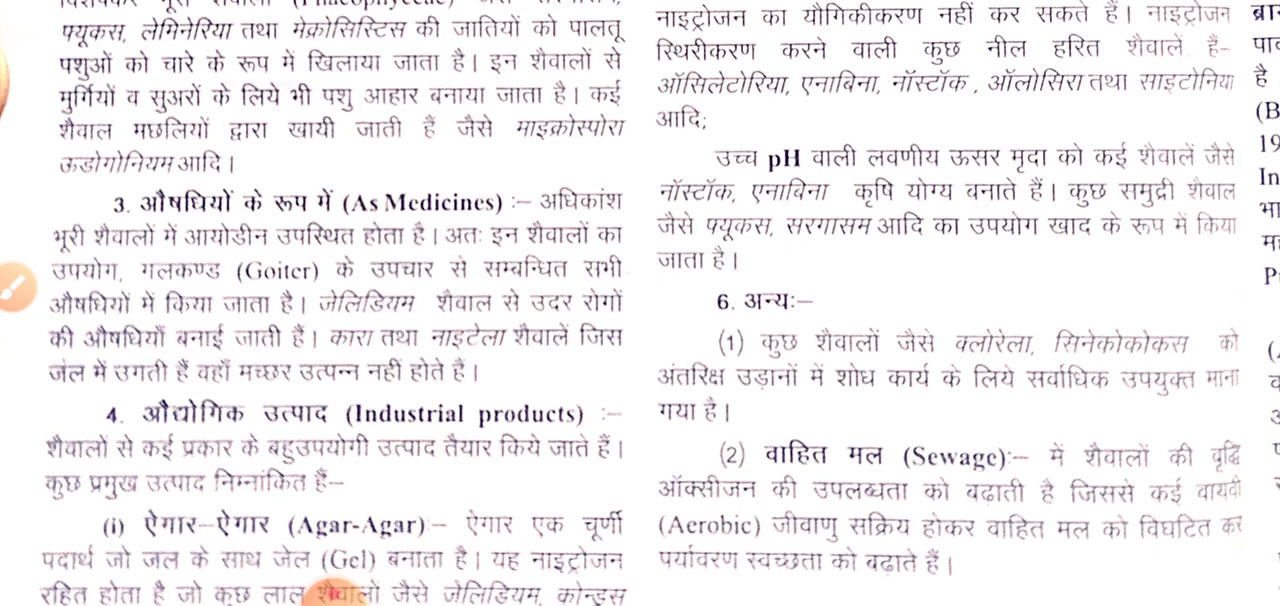 फ्यूकस, लेमिनेरिया तथा मेक्रोसिस्टिस की जातियों को पालतू
पशुओं को चारे के रूप में खिलाया जाता है। इन शैवालों से
मुर्गियों व सुअरों के लिये भी पशु आहार बनाया जाता है। कई
शैवाल मछलियों द्वारा खायी जाती हैं जैसे माइक्रोस्पोरा
ऊडोगोनियम आदि।
3. औषधियों के रूप में (As Medicines) :– अधिकांश
भूरी शैवालों में आयोडीन उपस्थित होता है। अतः इन शैवालों का
उपयोग, गलकण्ड (Goiter) के उपचार से सम्बन्धित सभी
औषधियों में किया जाता है। जेलिडियम शैवाल से उदर रोगों
की औषधियाँ बनाई जाती हैं। कारा तथा नाइटेला शैवालें जिस
जल में उगती हैं वहाँ मच्छर उत्पन्न नहीं होते है।
4. औद्योगिक उत्पाद (Industrial products) :–
शैवालों से कई प्रकार के बहुउपयोगी उत्पाद तैयार किये जाते हैं।
कुछ प्रमुख उत्पाद निम्नांकित हैं–
(i) ऐगार–ऐगार (Agar-Agar):– ऐगार एक चूर्णी
पदार्थ जो जल के साथ जेल (Gel) बनाता है। यह नाइट्रोजन
रहित होता है जो कुछ लाल शैवालों जैसे जेलिडियम, कोन्ड्रस
नाइट्रोजन का यौगिकीकरण नहीं कर सकते हैं। नाइट्रोजन
स्थिरीकरण करने वाली कुछ नील हरित शैवालें हैं–
ऑसिलेटोरिया, एनाबिना, नॉस्टॉक , ऑलोसिरा तथा साइटोनिया
आदि;
उच्च pH वाली लवणीय ऊसर मृदा को कई शैवालें जैसे
नॉस्टॉक, एनाबिना कृषि योग्य बनाते हैं। कुछ समुद्री शैवाल
जैसे फ्यूकस, सरगासम आदि का उपयोग खाद के रूप में किया
जाता है।
6. अन्य:–
(1) कुछ शैवालों जैसे क्लोरेला, सिनेकोकोकस को
अंतरिक्ष उड़ानों में शोध कार्य के लिये सर्वाधिक उपयुक्त माना
गया है।
(2) वाहित मल (Sewage):– में शैवालों की वृद्धि
ऑक्सीजन की उपलब्धता को बढाती है जिससे कई वायवी
(Aerobic) जीवाणु सक्रिय होकर वाहित मल को विघटित कर
पर्यावरण स्वच्छता को बढाते हैं।
है
(B
19
In